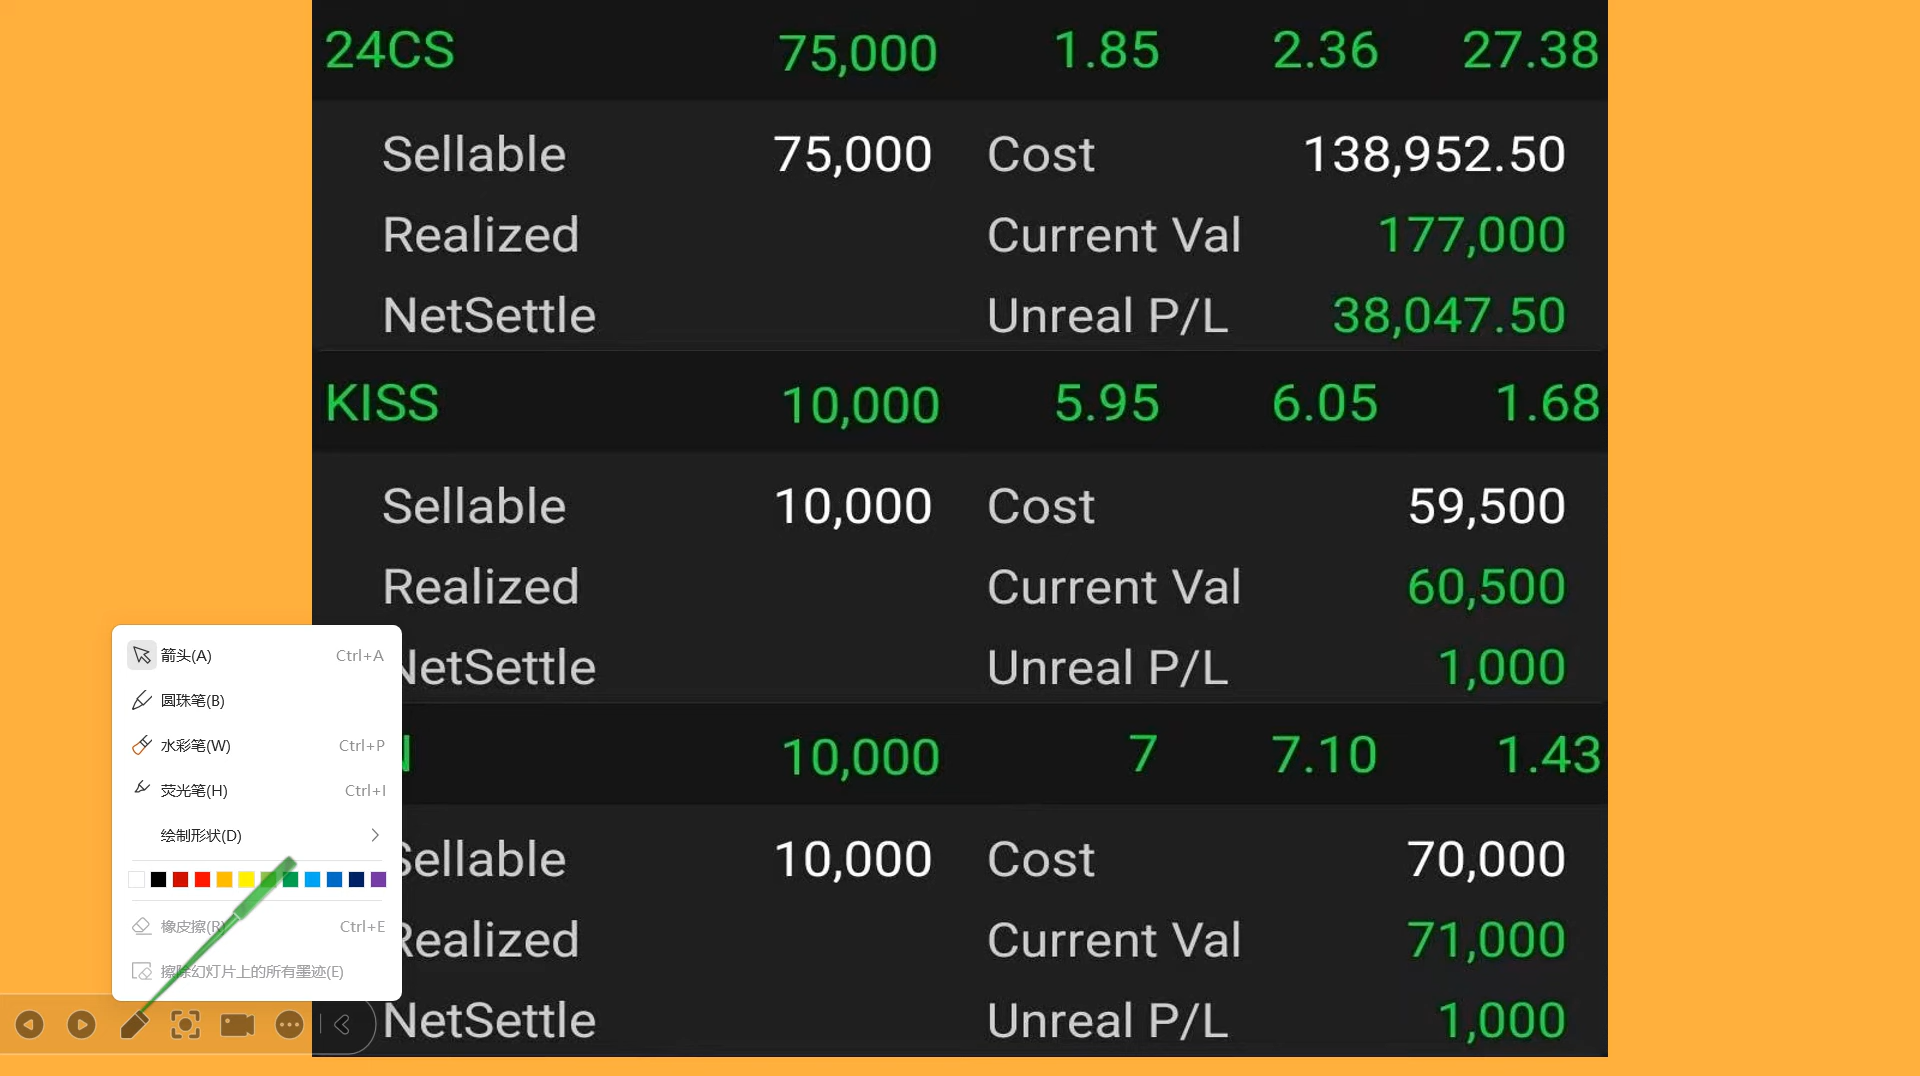 24CS 75,000 1.85 2.36 27.38
Sellable 75,000 Cost 138,952.50
Realized Current Val 177,000
NetSettle Unreal P/L 38,047.50
KISS 10,000 5.95 6.05 1.68
Sellable 10,000 Cost 59,500
Realized Current Val 60,500
NetSettle Unreal P/L 1,000
10,000 7 7.10 1.43
Sellable 10,000 Cost 70,000
Realized Current Val 71,000
NetSettle Unreal P/L 1,000
箭头(A) Ctrl+A
圆珠笔(B)
水彩笔(W) Ctrl+P
荧光笔(H) Ctrl+I
绘制形状(D)
橡皮擦(R) Ctrl+E
擦除幻灯片上的所有墨迹(E)